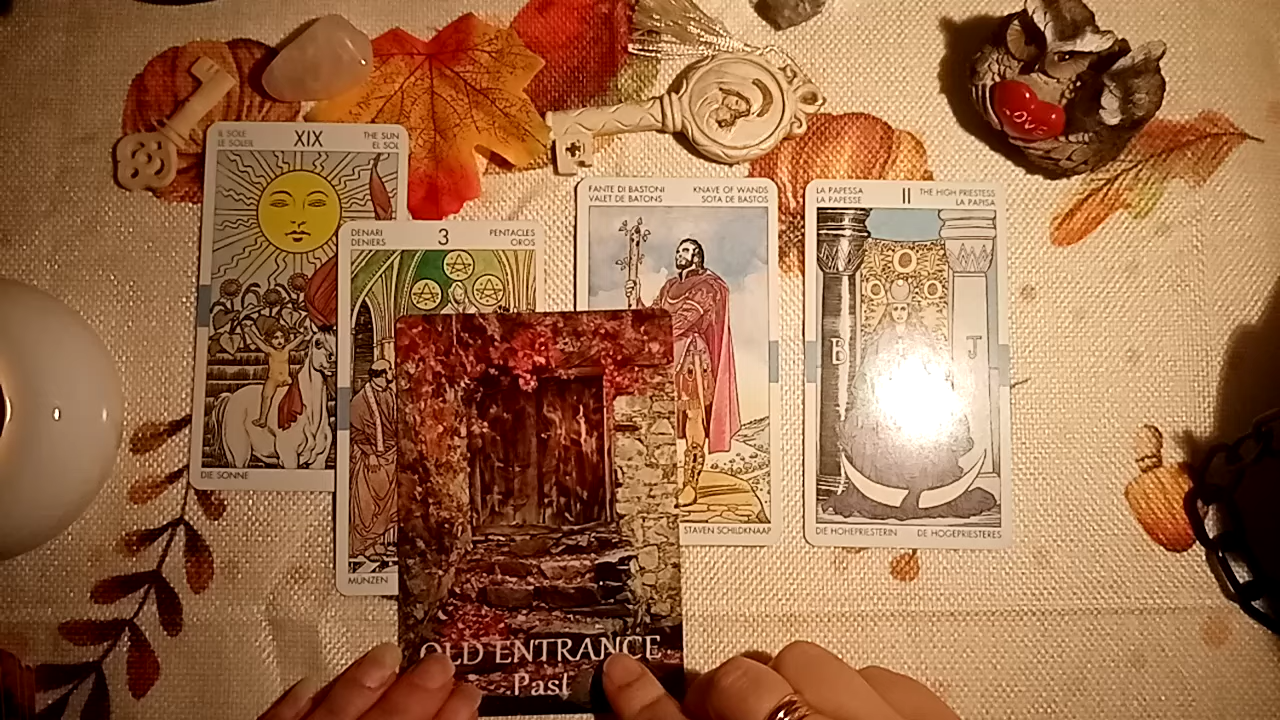 IL SOLE
LE SOLEIL
XIX
THE SUN
EL SOL
DIE SONNE
DENARI
DENIERS
3
PENTACLES
OROS
MÜNZEN
FANTE DI BASTONI
VALET DE BATONS
KNAVE OF WANDS
SOTA DE BASTOS
STAVEN SCHILDKNAAP
LA PAPESSA
LA PAPESSE
II
THE HIGH PRIESTESS
LA PAPISA
B
J
DIE HOHEPRIESTERIN
DE HOGEPRIESTERES
LOVE
OLD ENTRANCE
Past